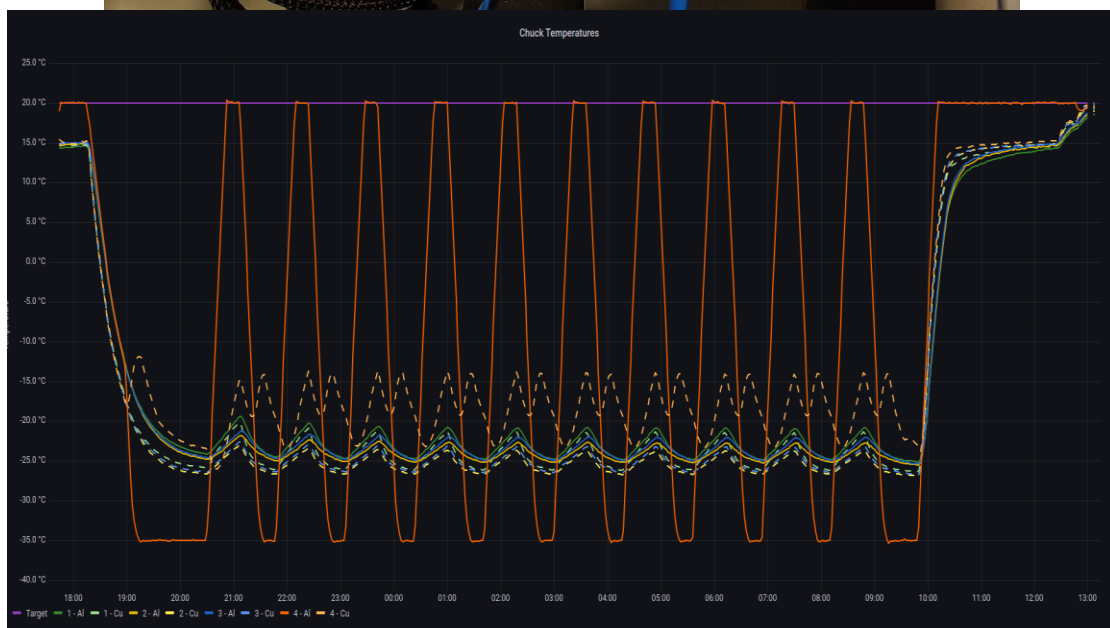 Chuck Temperatures
25.0 °C
20.0 °C
15.0 °C
10.0 °C
5.0 °C
0.0 °C
-5.0 °C
-10.0 °C
-15.0 °C
-20.0 °C
-25.0 °C
-30.0 °C
-35.0 °C
-40.0 °C
18:00 19:00 20:00 21:00 22:00 23:00 00:00 01:00 02:00 03:00 04:00 05:00 06:00 07:00 08:00 09:00 10:00 11:00 12:00 13:00
Target 1 - Al 1 - Cu 2 - Al 2 - Cu 3 - Al 3 - Cu 4 - Al 4 - Cu